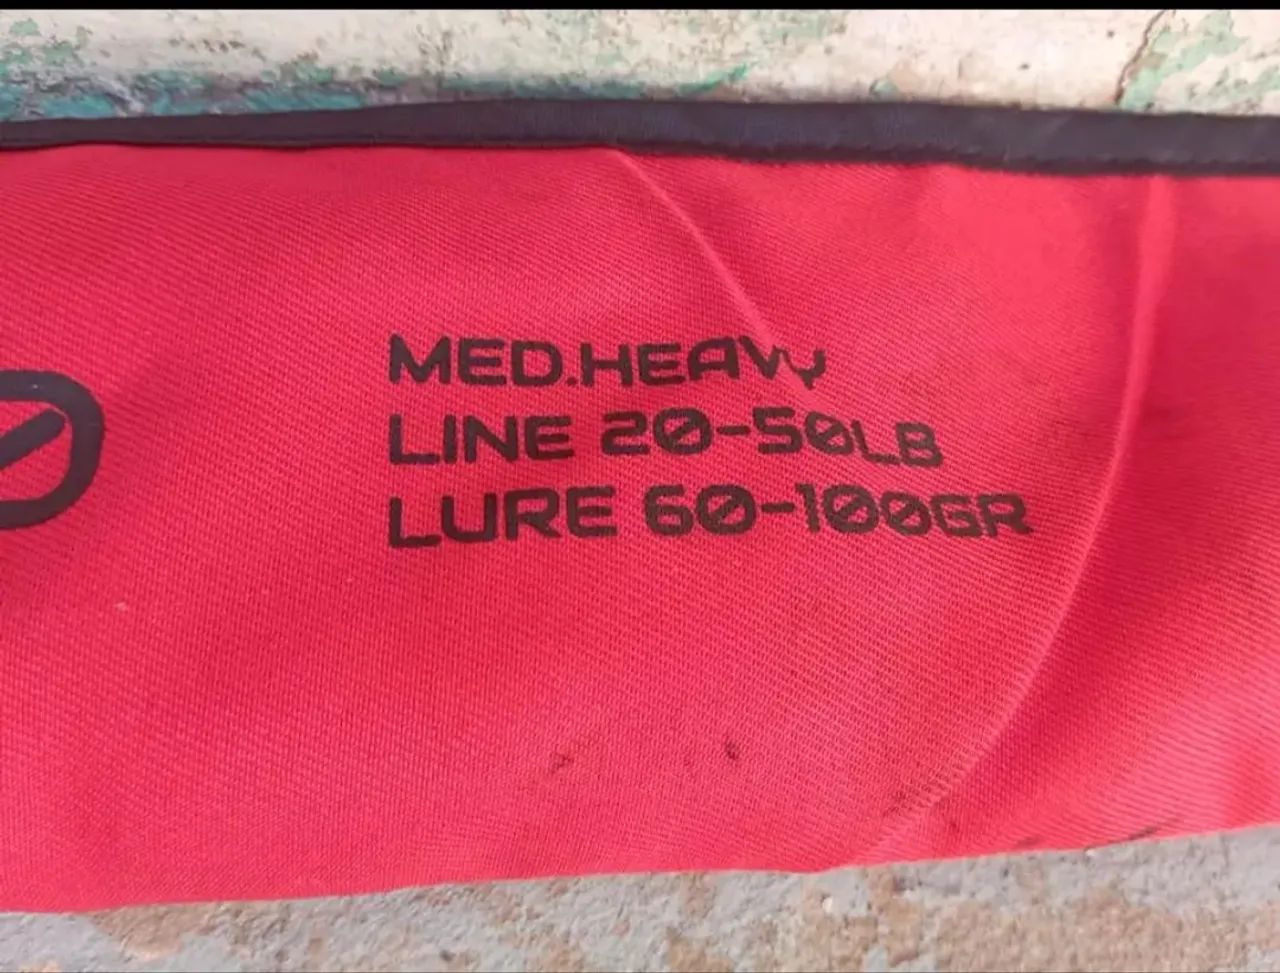 MED.HEAVY
LINE 20-50LB
LURE 60-100GR